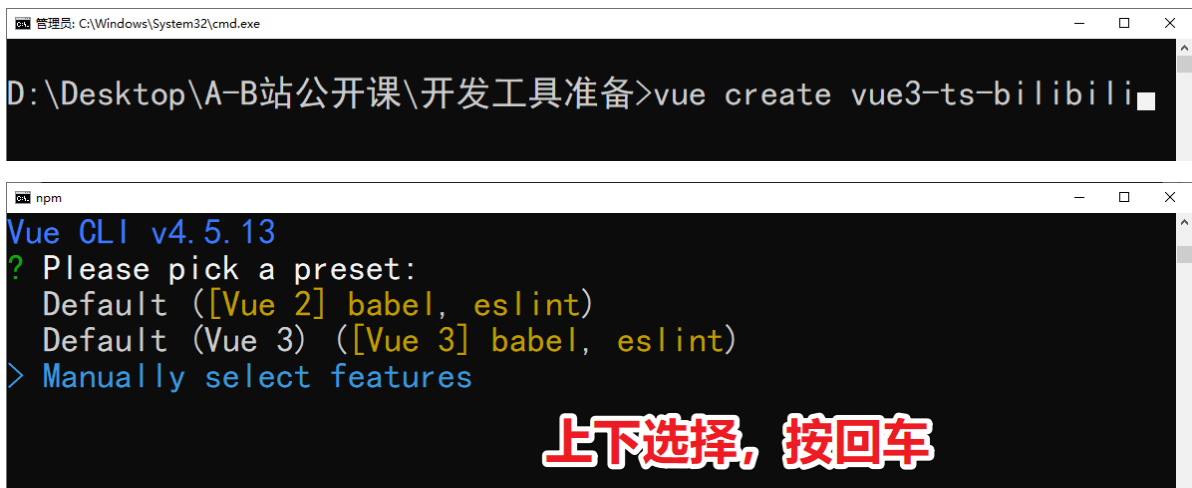 管理员: C:\Windows\System32\cmd.exe
D:\Desktop\A-B站公开课\开发工具准备>vue create vue3-ts-bilibili
npm
Vue CLI v4.5.13
? Please pick a preset:
Default ([Vue 2] babel, eslint)
Default (Vue 3) ([Vue 3] babel, eslint)
> Manually select features
上下选择，按回车